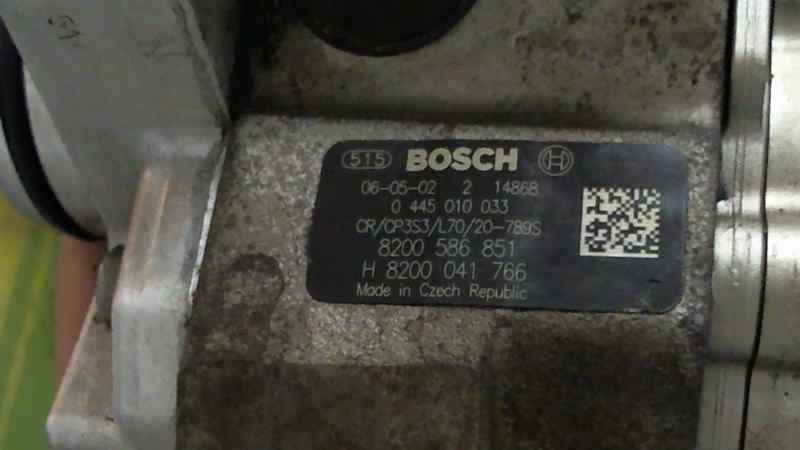 515 BOSCH
06-05-02 2 14868
0 445 010 033
CR/CP3S3/L70/20-789S
8200 586 851
H 8200 041 766
Made in Czech Republic